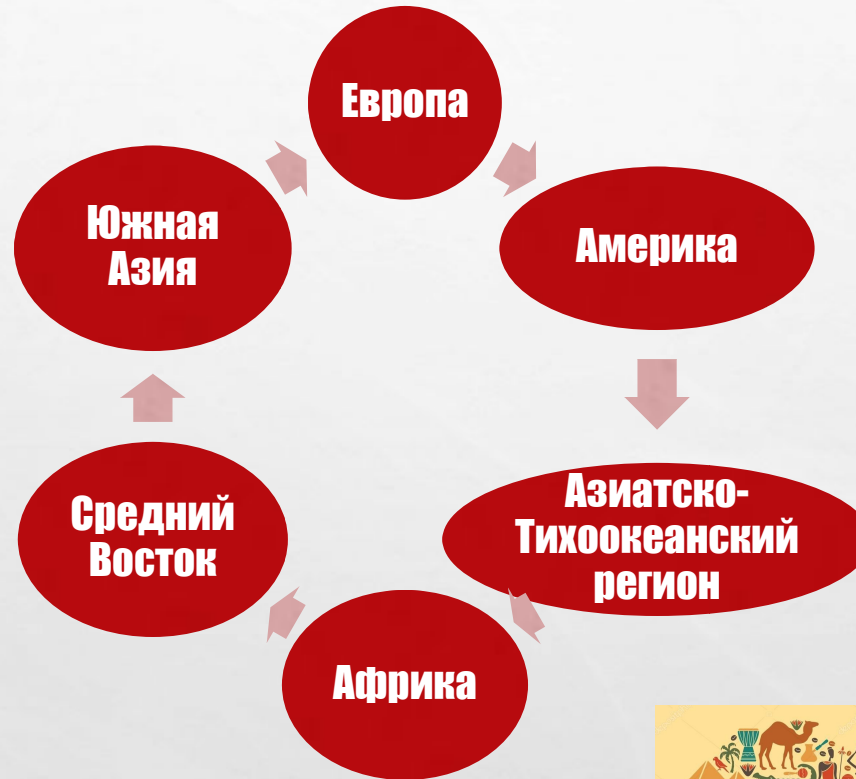 Европа
Америка
Азиатско-
Тихоокеанский
регион
Африка
Средний
Восток
Южная
Азия